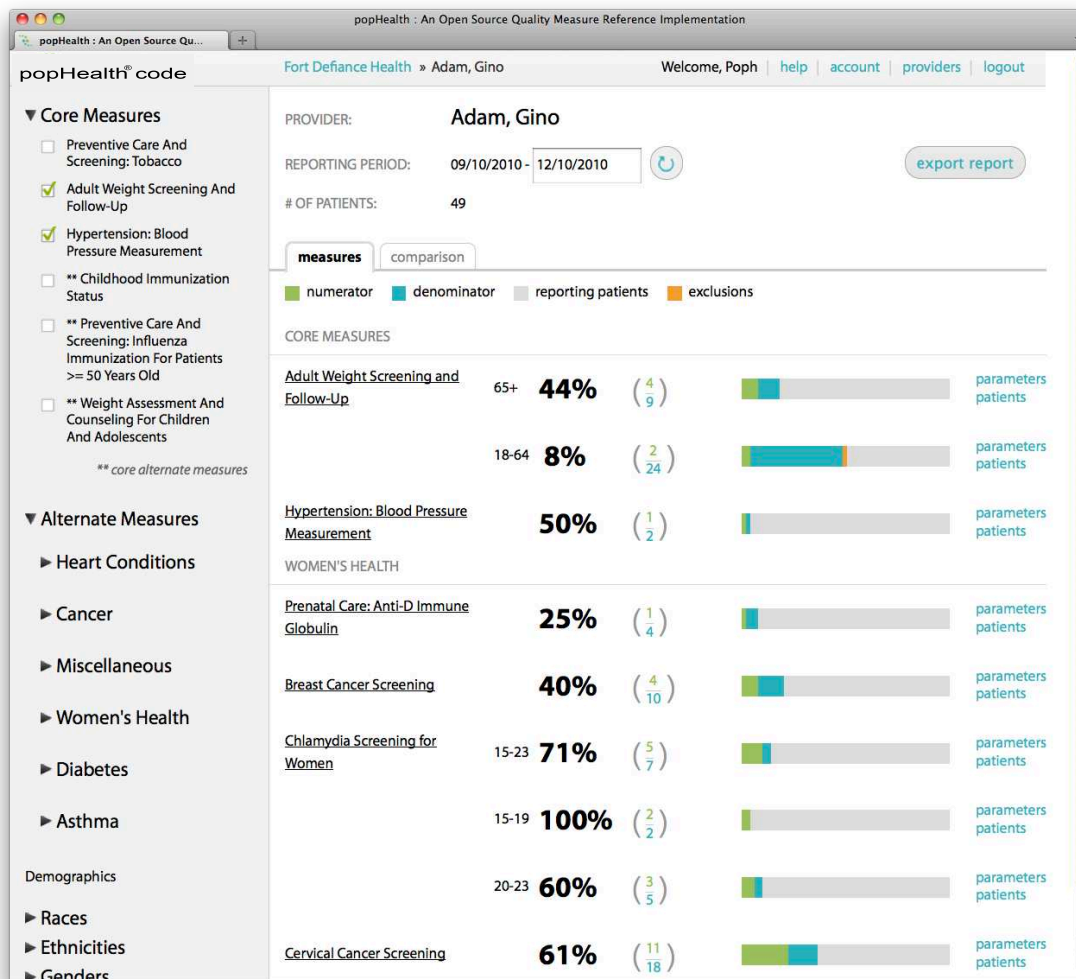 popHealth : An Open Source Quality Measure Reference Implementation
popHealth : An Open Source Qu...
+
popHealth® code
Fort Defiance Health » Adam, Gino
Welcome, Poph | help | account | providers | logout
Core Measures
Preventive Care And
Screening: Tobacco
Adult Weight Screening And
Follow-Up
Hypertension: Blood
Pressure Measurement
** Childhood Immunization
Status
** Preventive Care And
Screening: Influenza
Immunization For Patients
>= 50 Years Old
** Weight Assessment And
Counseling For Children
And Adolescents
** core alternate measures
Alternate Measures
Heart Conditions
Cancer
Miscellaneous
Women's Health
Diabetes
Asthma
Demographics
Races
Ethnicities
Genders
PROVIDER: Adam, Gino
REPORTING PERIOD: 09/10/2010 - 12/10/2010
export report
# OF PATIENTS: 49
measures comparison
numerator denominator reporting patients exclusions
CORE MEASURES
Adult Weight Screening and
Follow-Up
65+ 44% (4/9)
parameters
patients
18-64 8% (2/24)
parameters
patients
Hypertension: Blood Pressure
Measurement
50% (1/2)
parameters
patients
WOMEN'S HEALTH
Prenatal Care: Anti-D Immune
Globulin
25% (1/4)
parameters
patients
Breast Cancer Screening
40% (4/10)
parameters
patients
Chlamydia Screening for
Women
15-23 71% (5/7)
parameters
patients
15-19 100% (2/2)
parameters
patients
20-23 60% (3/5)
parameters
patients
Cervical Cancer Screening
61% (11/18)
parameters
patients